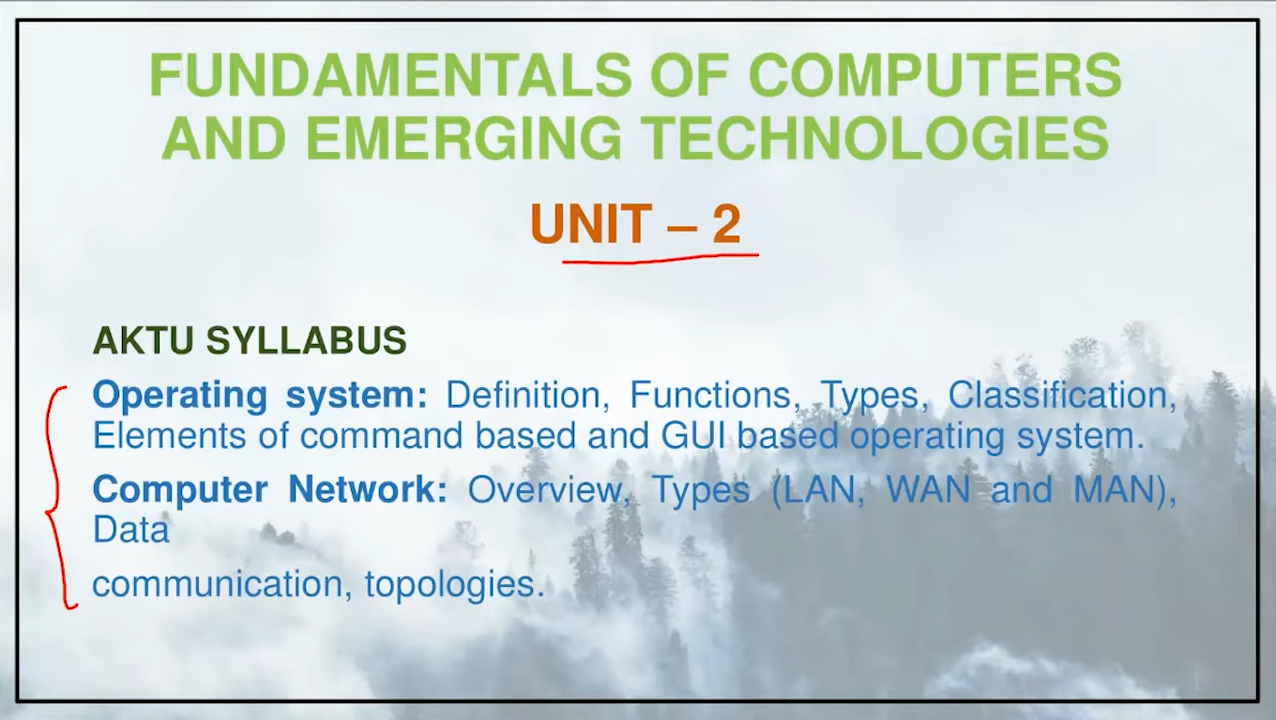 FUNDAMENTALS OF COMPUTERS
AND EMERGING TECHNOLOGIES
UNIT – 2
AKTU SYLLABUS
Operating system: Definition, Functions, Types, Classification,
Elements of command based and GUI based operating system.
Computer Network: Overview, Types (LAN, WAN and MAN),
Data
communication, topologies.